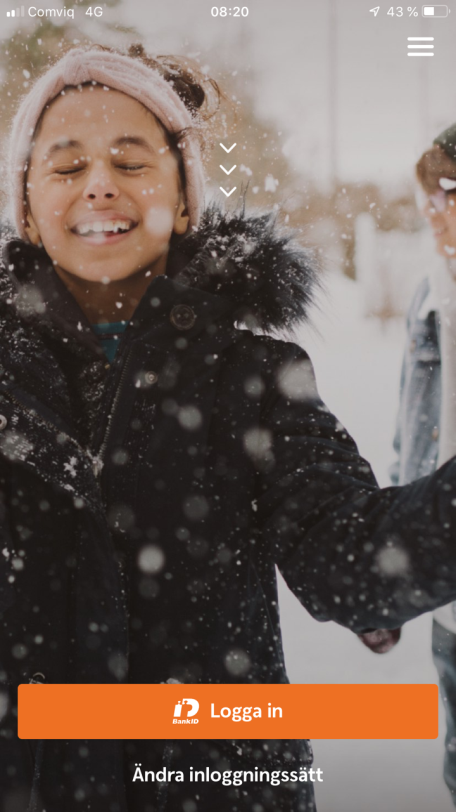 Comviq 4G 08:20 43 %
BankID Logga in
Ändra inloggningssätt